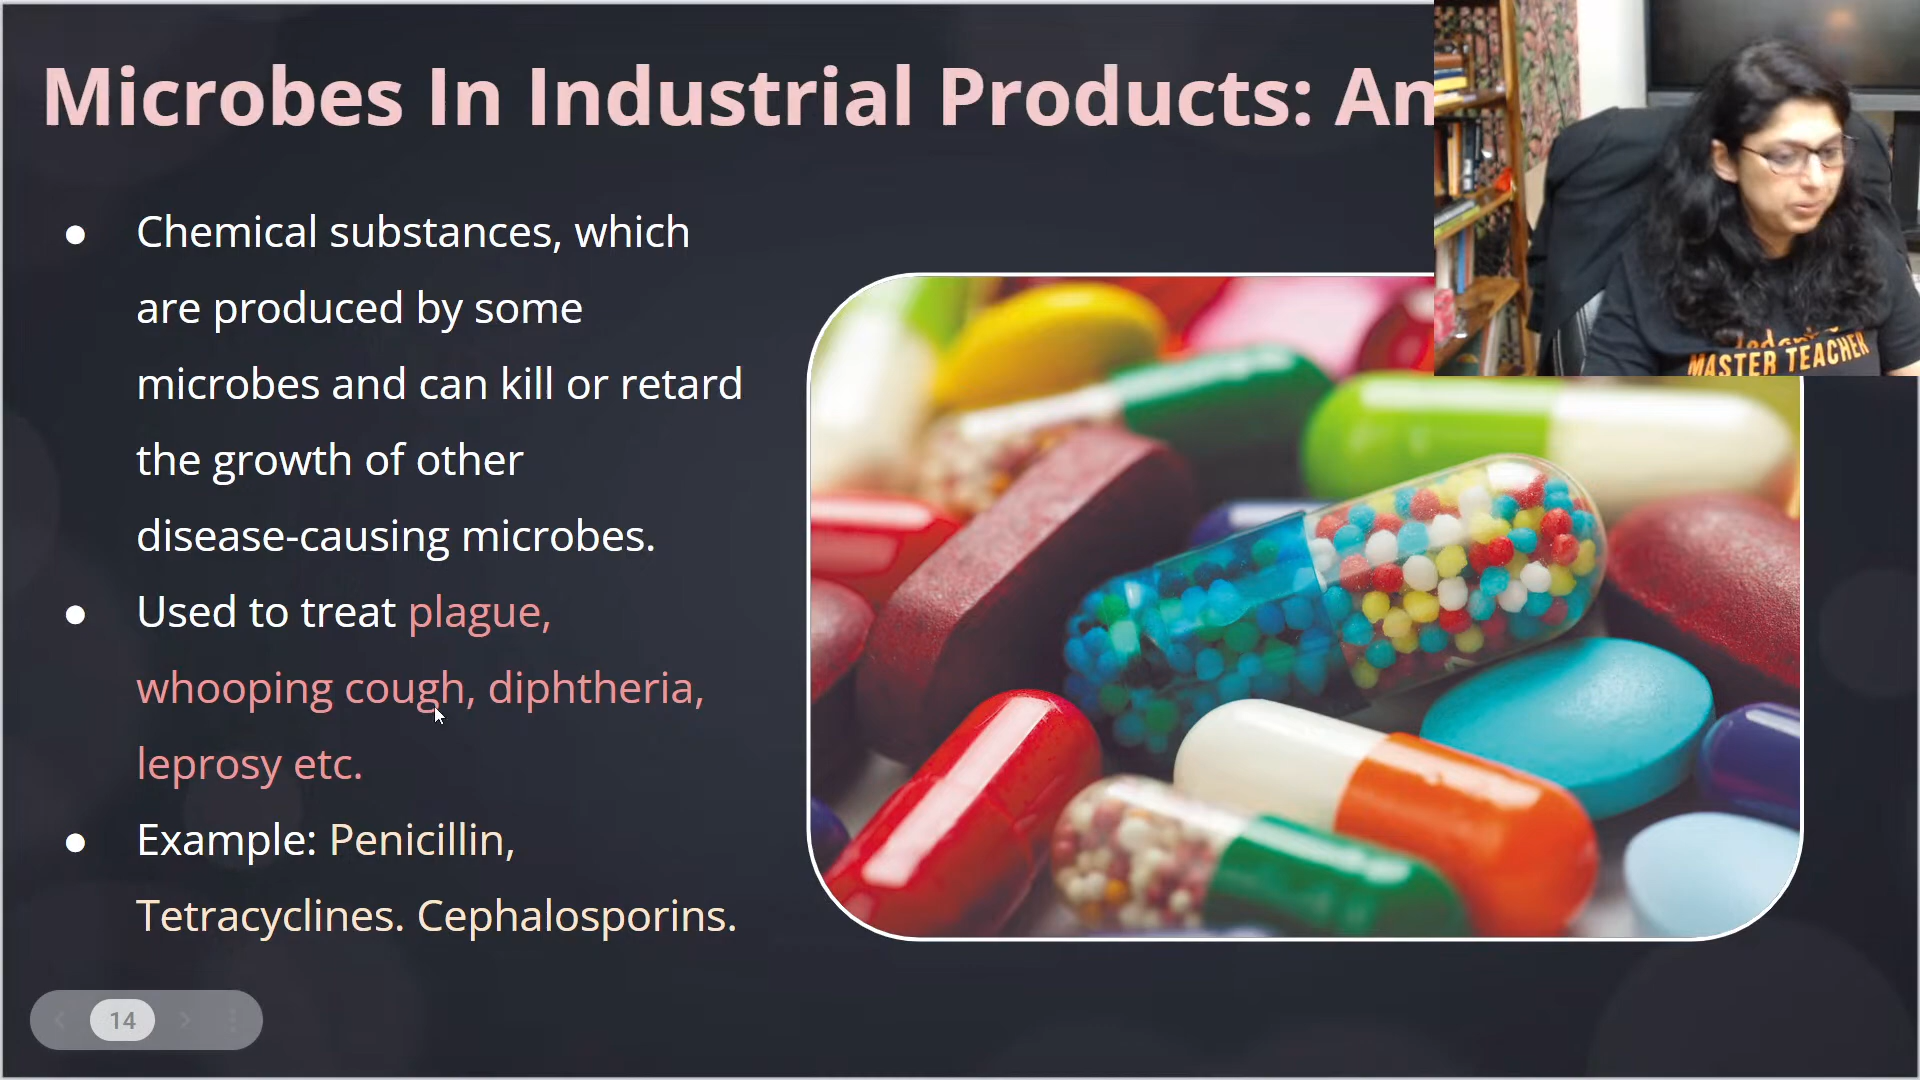 Microbes In Industrial Products: An
● Chemical substances, which
are produced by some
microbes and can kill or retard
the growth of other
disease-causing microbes.
● Used to treat plague,
whooping cough, diphtheria,
leprosy etc.
● Example: Penicillin,
Tetracyclines. Cephalosporins.
14
MASTER TEACHER